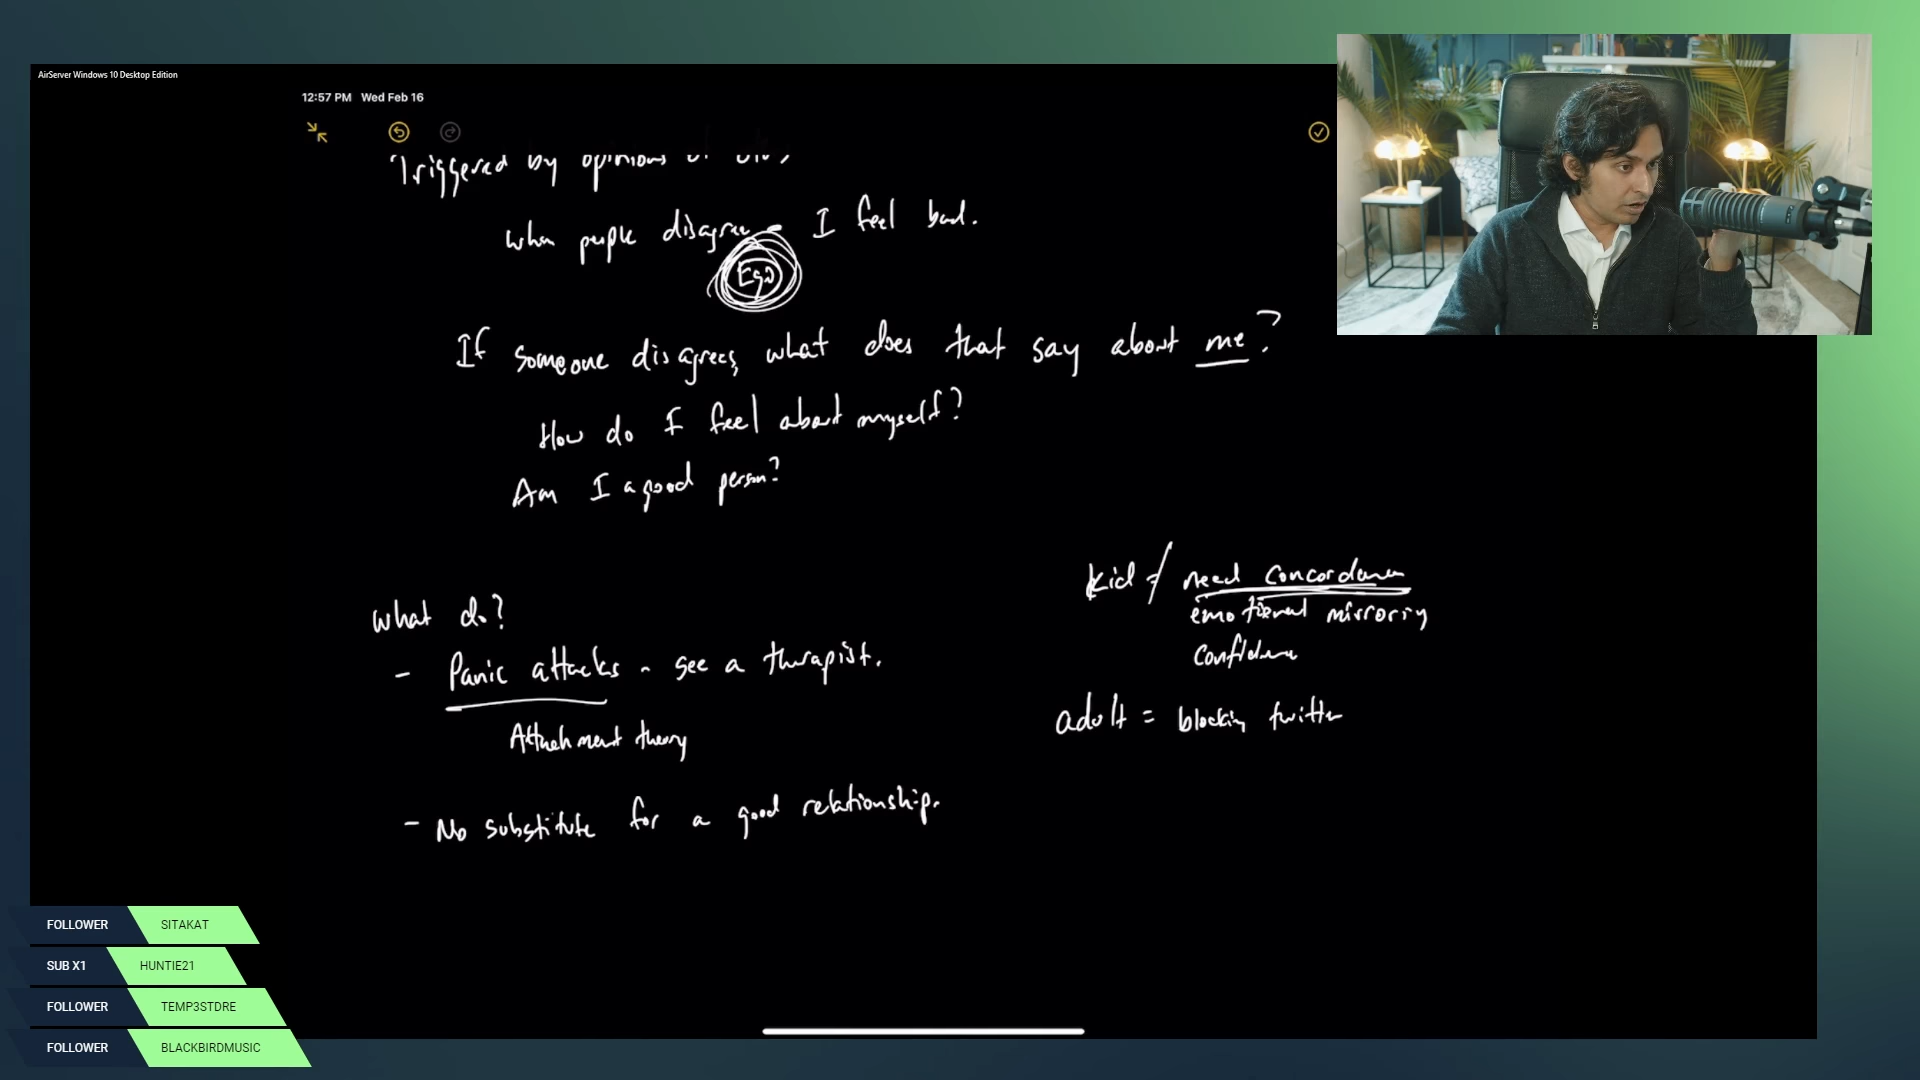 AirServer Windows 10 Desktop Edition
12:57 PM Wed Feb 16
Triggered by opinions of
when people disagree - I feel bad.
Ego
If someone disagrees, what does that say about me?
How do I feel about myself?
Am I a good person?
What do?
- Panic attacks - see a therapist.
Attachment theory
- No substitute for a good relationship.
kid = need concordance
emotional mirroring
confidence
adult = blocking twitter
FOLLOWER SITAKAT
SUB X1 HUNTIE21
FOLLOWER TEMP3STDRE
FOLLOWER BLACKBIRDMUSIC